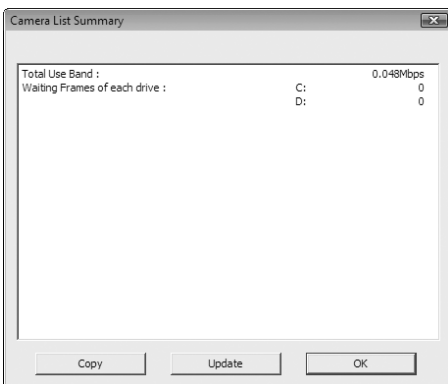 Camera List Summary
Total Use Band : 0.048Mbps
Waiting Frames of each drive : C: 0
D: 0
Copy Update OK